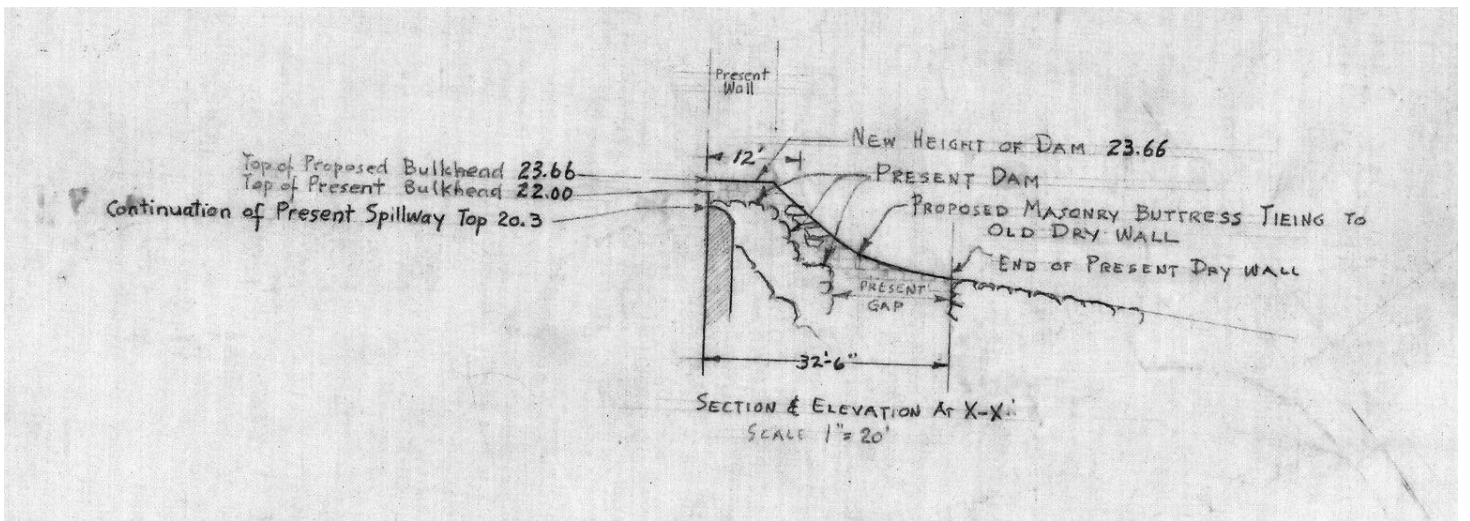 Present
Wall
12'
NEW HEIGHT OF DAM 23.66
Top of Proposed Bulkhead 23.66
Top of Present Bulkhead 22.00
Continuation of Present Spillway Top 20.3
PRESENT DAM
PROPOSED MASONRY BUTTRESS TIEING TO
OLD DRY WALL
END OF PRESENT DRY WALL
PRESENT
GAP
32'-6"
SECTION & ELEVATION AT X-X
SCALE 1"=20'